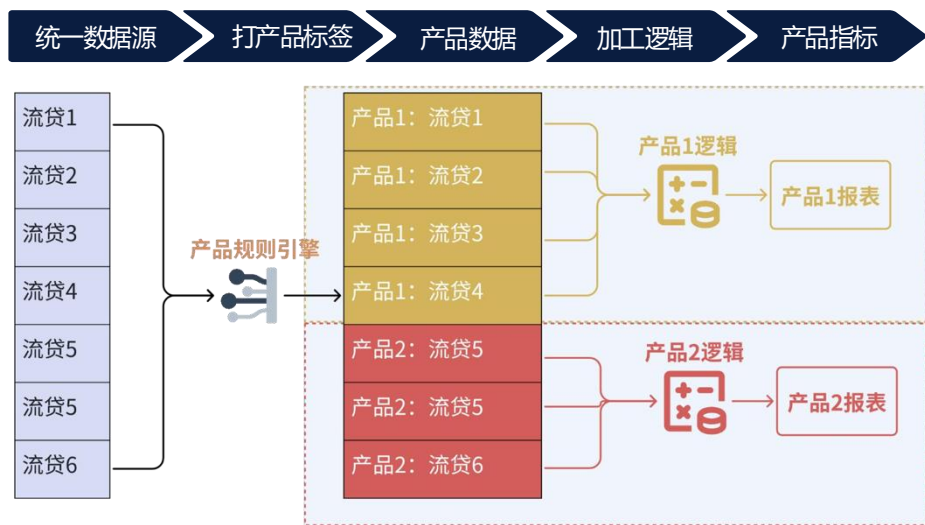 统一数据源
打产品标签
产品数据
加工逻辑
产品指标
流贷1
流贷2
流贷3
流贷4
流贷5
流贷5
流贷6
产品规则引擎
产品1：流贷1
产品1：流贷2
产品1：流贷3
产品1：流贷4
产品2：流贷5
产品2：流贷5
产品2：流贷6
产品1逻辑
产品1报表
产品2逻辑
产品2报表